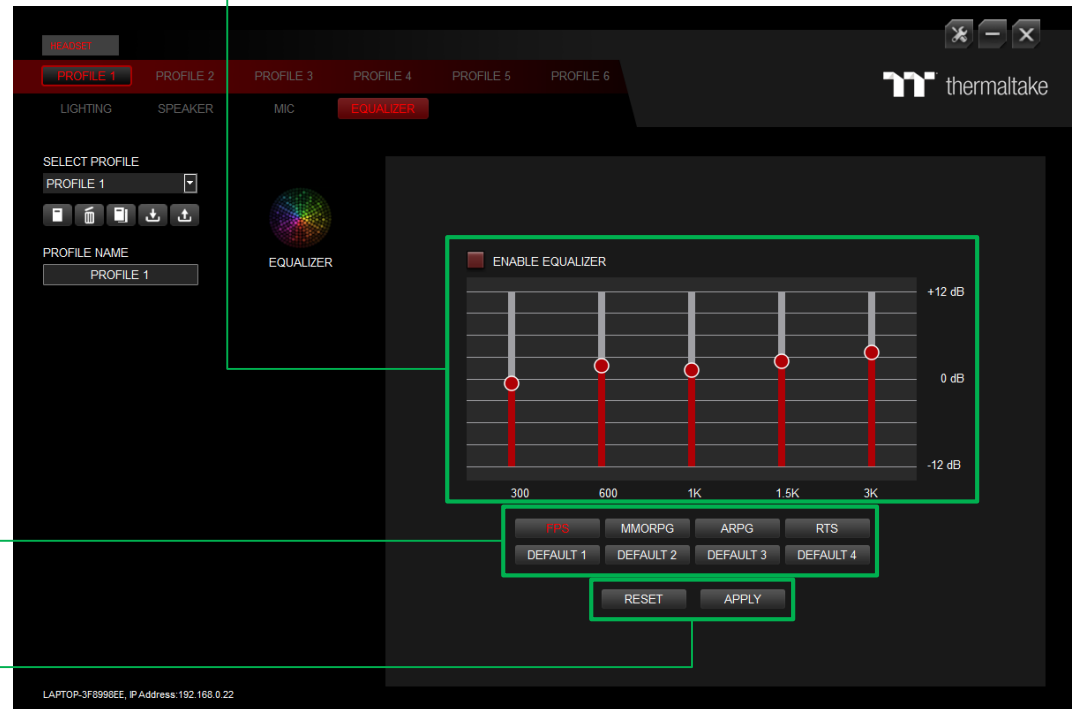 HEADSET
PROFILE 1 PROFILE 2 PROFILE 3 PROFILE 4 PROFILE 5 PROFILE 6
thermaltake
LIGHTING SPEAKER MIC EQUALIZER
SELECT PROFILE
PROFILE 1
PROFILE NAME
PROFILE 1
EQUALIZER
ENABLE EQUALIZER
+12 dB
0 dB
-12 dB
300 600 1K 1.5K 3K
FPS MMORPG ARPG RTS
DEFAULT 1 DEFAULT 2 DEFAULT 3 DEFAULT 4
RESET APPLY
LAPTOP-3F8998EE, IP Address:192.168.0.22